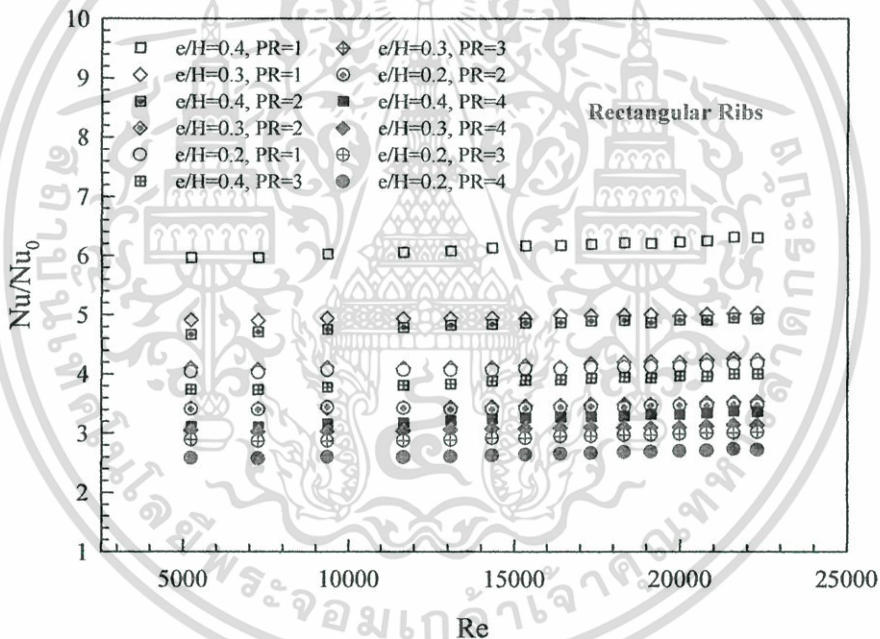 10
9
8
7
6
5
4
3
2
1
Nu/Nu0
e/H=0.4, PR=1
e/H=0.3, PR=1
e/H=0.4, PR=2
e/H=0.3, PR=2
e/H=0.2, PR=1
e/H=0.4, PR=3
e/H=0.3, PR=3
e/H=0.2, PR=2
e/H=0.4, PR=4
e/H=0.3, PR=4
e/H=0.2, PR=3
e/H=0.2, PR=4
Rectangular Ribs
5000 10000 15000 20000 25000
Re